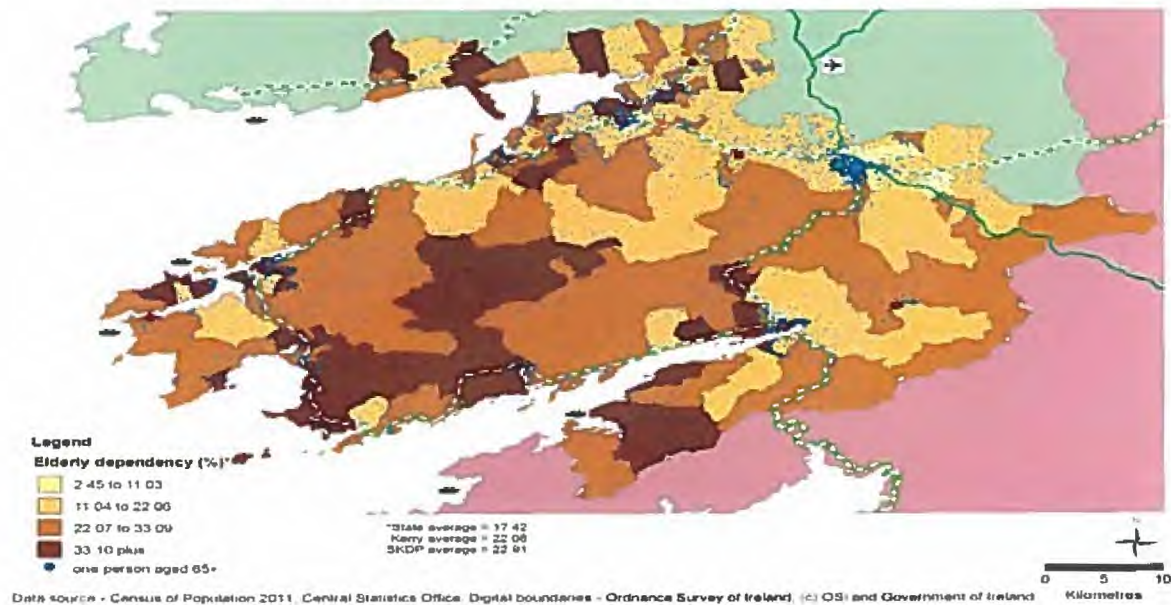 Legend
Elderly dependency (%)*
2.45 to 11.03
11.04 to 22.06
22.07 to 33.09
33.10 plus
one person aged 65+
*State average = 17.42
Kerry average = 22.06
SKDP average = 22.91
0 5 10
Kilometres
Data source - Census of Population 2011, Central Statistics Office. Digital boundaries - Ordnance Survey of Ireland, (c) OSi and Government of Ireland